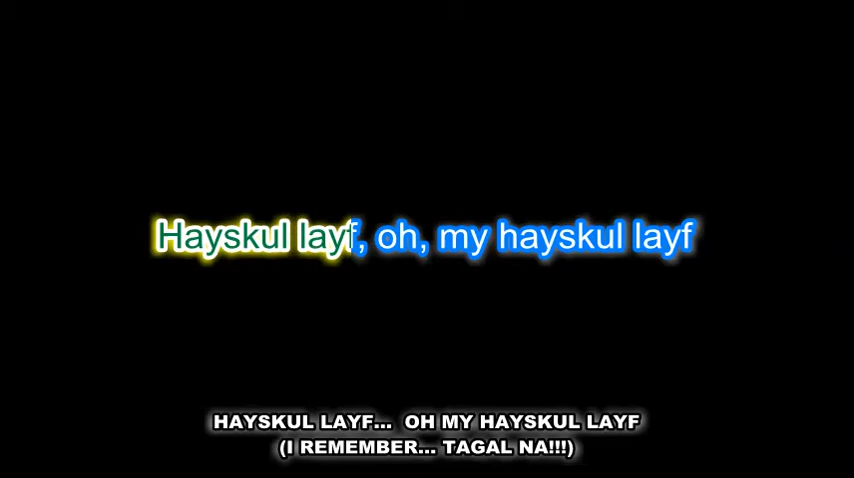 Hayskul layf, oh, my hayskul layf
HAYSKUL LAYF... OH MY HAYSKUL LAYF
(I REMEMBER... TAGAL NA!!!)